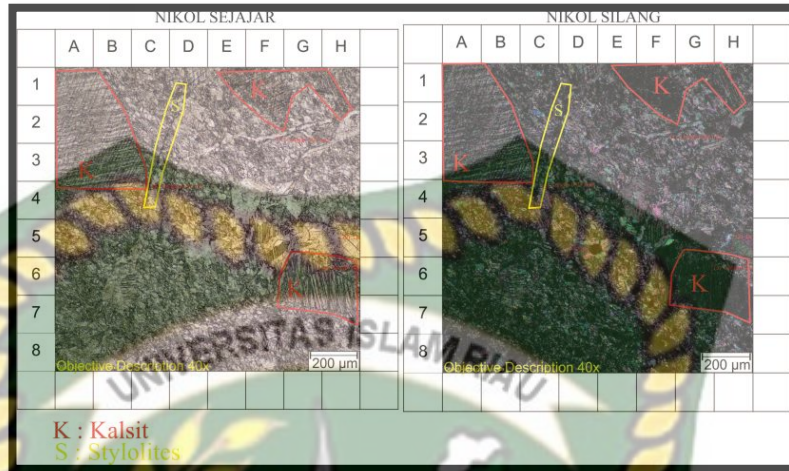 NIKOL SEJAJAR
NIKOL SILANG
A B C D E F G H
A B C D E F G H
1
2
3
4
5
6
7
8
1
2
3
4
5
6
7
8
K
K
K
S
K
K
K
S
Objective Description 40x
200 µm
Objective Description 40x
200 µm
UNIVERSITAS ISLAM RIAU
K : Kalsit
S : Stylolites